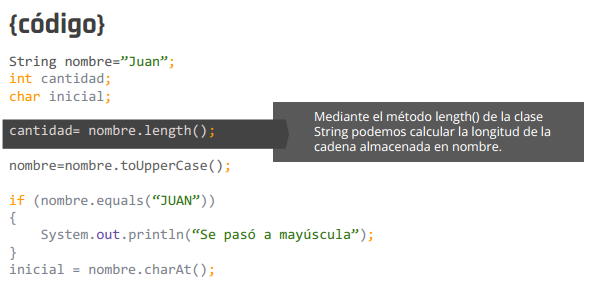 {código}
String nombre=”Juan”;
int cantidad;
char inicial;
cantidad= nombre.length();
Mediante el método length() de la clase
String podemos calcular la longitud de la
cadena almacenada en nombre.
nombre=nombre.toUpperCase();
if (nombre.equals(“JUAN”))
{
System.out.println(“Se pasó a mayúscula”);
}
inicial = nombre.charAt();